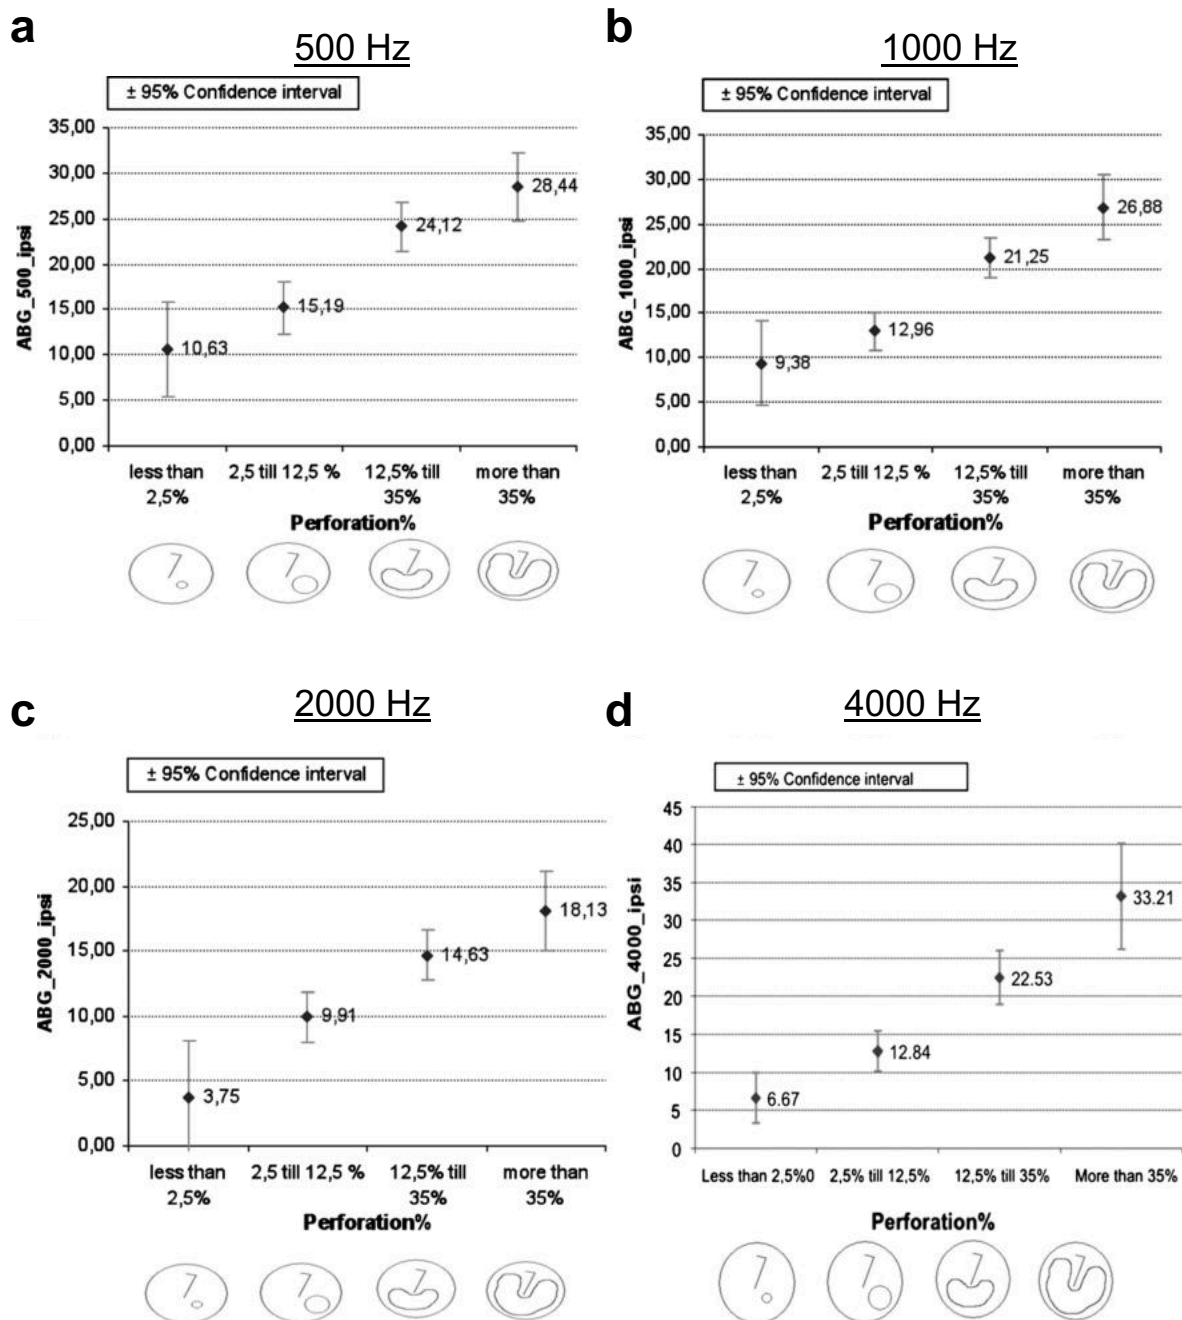 a
500 Hz
± 95% Confidence interval
35,00
30,00
25,00
20,00
15,00
10,00
5,00
0,00
ABG_500_ipsi
10,63
15,19
24,12
28,44
less than 2,5%
2,5 till 12,5 %
12,5% till 35%
more than 35%
Perforation%
b
1000 Hz
± 95% Confidence interval
35,00
30,00
25,00
20,00
15,00
10,00
5,00
0,00
ABG_1000_ipsi
9,38
12,96
21,25
26,88
less than 2,5%
2,5 till 12,5 %
12,5% till 35%
more than 35%
Perforation%
c
2000 Hz
± 95% Confidence interval
25,00
20,00
15,00
10,00
5,00
0,00
ABG_2000_ipsi
3,75
9,91
14,63
18,13
less than 2,5%
2,5 till 12,5 %
12,5% till 35%
more than 35%
Perforation%
d
4000 Hz
± 95% Confidence interval
45
40
35
30
25
20
15
10
5
0
ABG_4000_ipsi
6.67
12.84
22.53
33.21
Less than 2,5%0
2,5% till 12,5%
12,5% till 35%
More than 35%
Perforation%